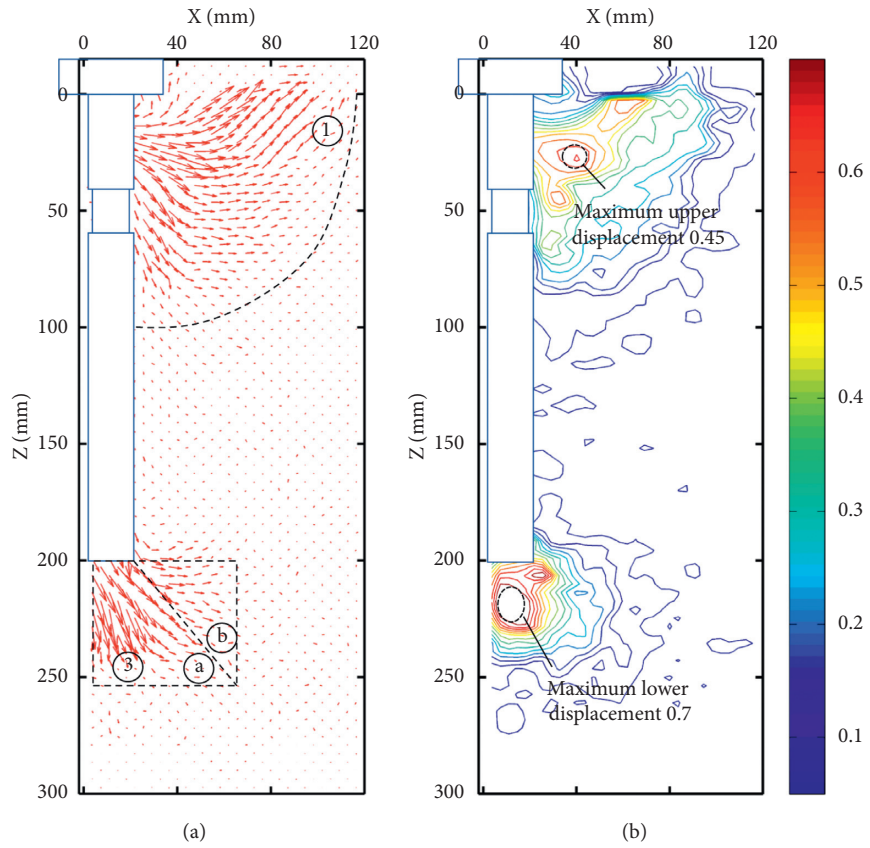 X (mm)
X (mm)
0 40 80 120
0 40 80 120
0
50
100
150
200
250
300
Z (mm)
1
3
a
b
(a)
0
50
100
150
200
250
300
Z (mm)
Maximum upper
displacement 0.45
Maximum lower
displacement 0.7
(b)
0.6
0.5
0.4
0.3
0.2
0.1